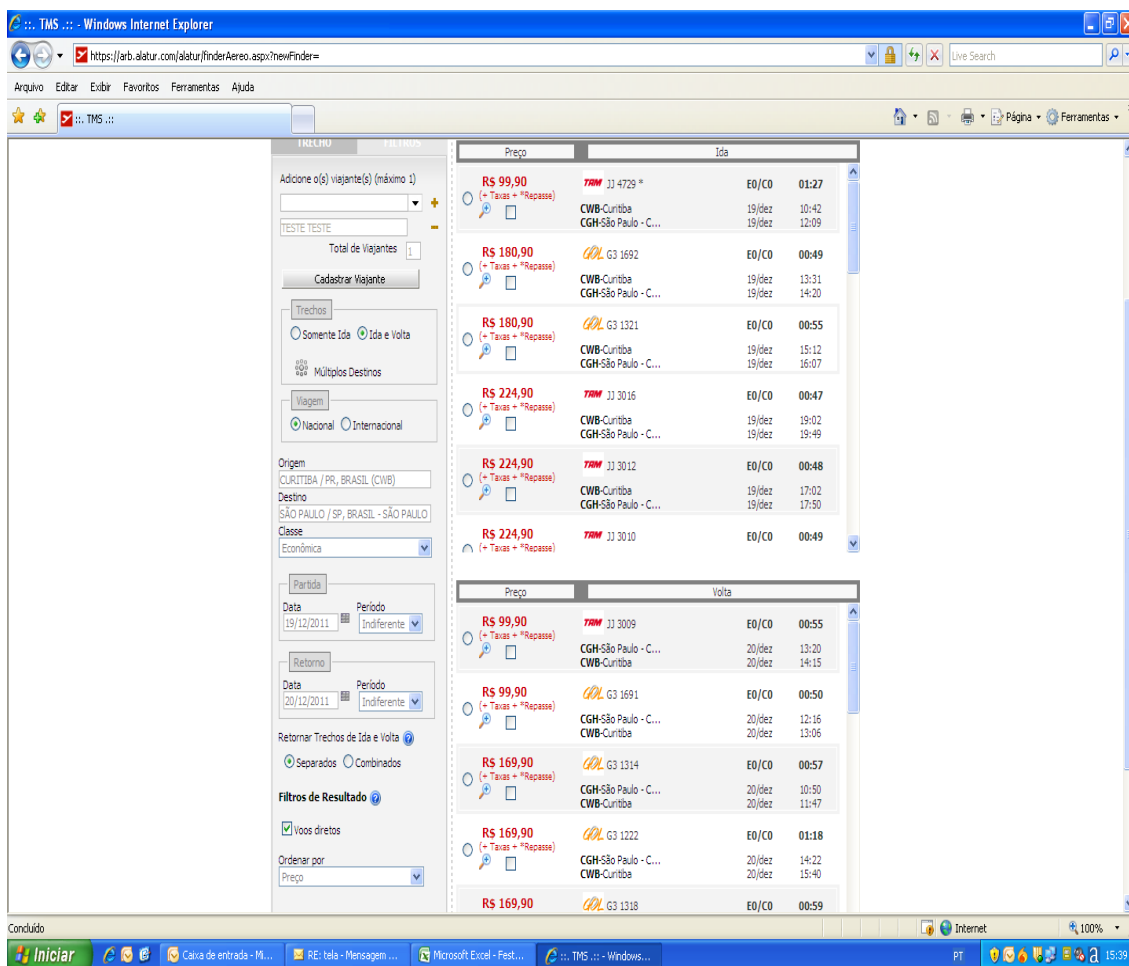 ::. TMS .:: - Windows Internet Explorer
https://arb.alatur.com/alatur/finderAereo.aspx?newFinder=
Live Search
Arquivo Editar Exibir Favoritos Ferramentas Ajuda
::. TMS .::
Página Ferramentas
TRECHO FILTROS
Adicione o(s) viajante(s) (máximo 1)
TESTE TESTE
Total de Viajantes 1
Cadastrar Viajante
Trechos
Somente Ida Ida e Volta
Múltiplos Destinos
Viagem
Nacional Internacional
Origem
CURITIBA / PR, BRASIL (CWB)
Destino
SÃO PAULO / SP, BRASIL - SÃO PAULO
Classe
Econômica
Partida
Data Período
19/12/2011 Indiferente
Retorno
Data Período
20/12/2011 Indiferente
Retornar Trechos de Ida e Volta
Separados Combinados
Filtros de Resultado
Voos diretos
Ordenar por
Preço
Preço Ida
R$ 99,90 TAM JJ 4729 * E0/C0 01:27
(+ Taxas + *Repasse)
CWB-Curitiba 19/dez 10:42
CGH-São Paulo - C... 19/dez 12:09
R$ 180,90 GOL G3 1692 E0/C0 00:49
(+ Taxas + *Repasse)
CWB-Curitiba 19/dez 13:31
CGH-São Paulo - C... 19/dez 14:20
R$ 180,90 GOL G3 1321 E0/C0 00:55
(+ Taxas + *Repasse)
CWB-Curitiba 19/dez 15:12
CGH-São Paulo - C... 19/dez 16:07
R$ 224,90 TAM JJ 3016 E0/C0 00:47
(+ Taxas + *Repasse)
CWB-Curitiba 19/dez 19:02
CGH-São Paulo - C... 19/dez 19:49
R$ 224,90 TAM JJ 3012 E0/C0 00:48
(+ Taxas + *Repasse)
CWB-Curitiba 19/dez 17:02
CGH-São Paulo - C... 19/dez 17:50
R$ 224,90 TAM JJ 3010 E0/C0 00:49
(+ Taxas + *Repasse)
Preço Volta
R$ 99,90 TAM JJ 3009 E0/C0 00:55
(+ Taxas + *Repasse)
CGH-São Paulo - C... 20/dez 13:20
CWB-Curitiba 20/dez 14:15
R$ 99,90 GOL G3 1691 E0/C0 00:50
(+ Taxas + *Repasse)
CGH-São Paulo - C... 20/dez 12:16
CWB-Curitiba 20/dez 13:06
R$ 169,90 GOL G3 1314 E0/C0 00:57
(+ Taxas + *Repasse)
CGH-São Paulo - C... 20/dez 10:50
CWB-Curitiba 20/dez 11:47
R$ 169,90 GOL G3 1222 E0/C0 01:18
(+ Taxas + *Repasse)
CGH-São Paulo - C... 20/dez 14:22
CWB-Curitiba 20/dez 15:40
R$ 169,90 GOL G3 1318 E0/C0 00:59
Concluído Internet 100%
Iniciar Caixa de entrada - Mi... RE: tela - Mensagem ... Microsoft Excel - Fest... ::. TMS .:: - Windows... PT 15:39